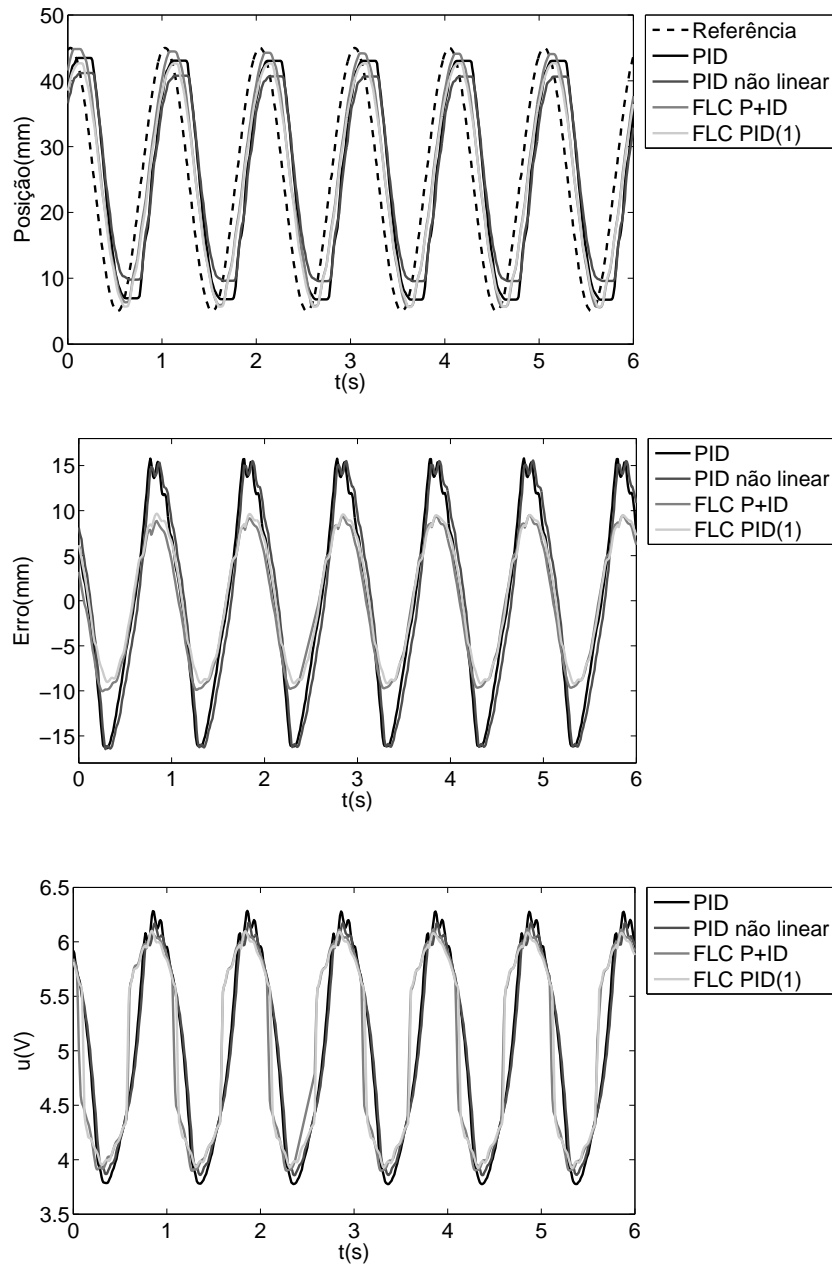 50
40
30
20
10
0
Posição(mm)
0 1 2 3 4 5 6
t(s)
Referência
PID
PID não linear
FLC P+ID
FLC PID(1)
15
10
5
0
−5
−10
−15
Erro(mm)
0 1 2 3 4 5 6
t(s)
PID
PID não linear
FLC P+ID
FLC PID(1)
6.5
6
5.5
5
4.5
4
3.5
u(V)
0 1 2 3 4 5 6
t(s)
PID
PID não linear
FLC P+ID
FLC PID(1)